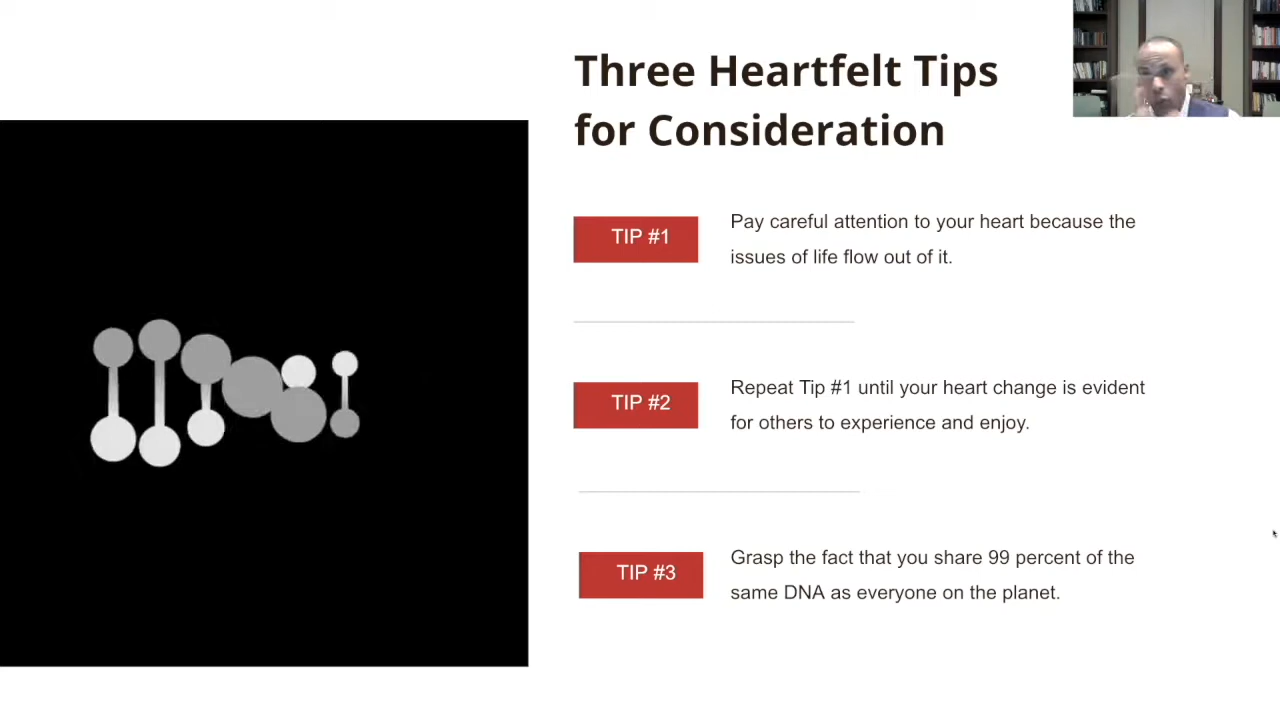 Three Heartfelt Tips
for Consideration
TIP #1
Pay careful attention to your heart because the
issues of life flow out of it.
TIP #2
Repeat Tip #1 until your heart change is evident
for others to experience and enjoy.
TIP #3
Grasp the fact that you share 99 percent of the
same DNA as everyone on the planet.